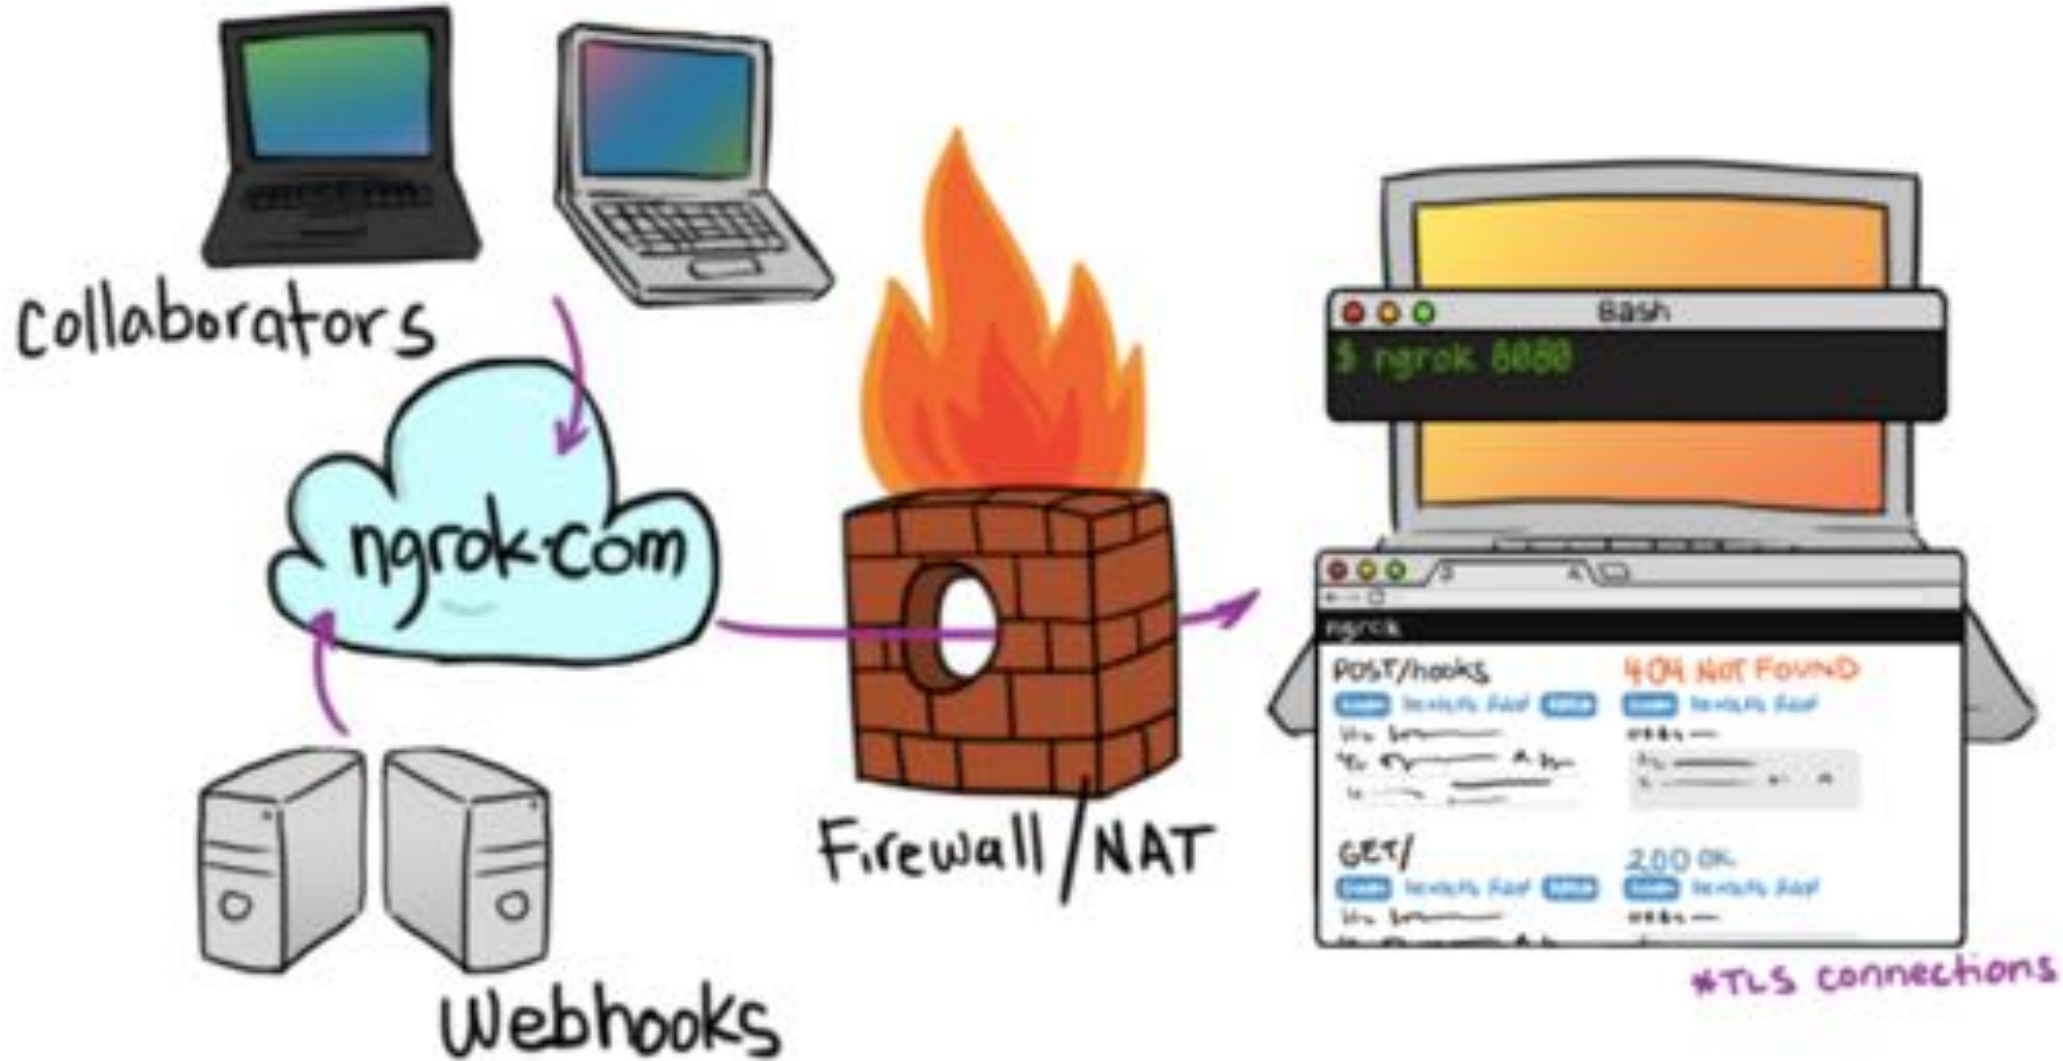 Collaborators
ngrok.com
Webhooks
Firewall/NAT
Bash
$ ngrok 8080
ngrok
POST/hooks
404 NOT FOUND
GET/
200 OK
*TLS connections